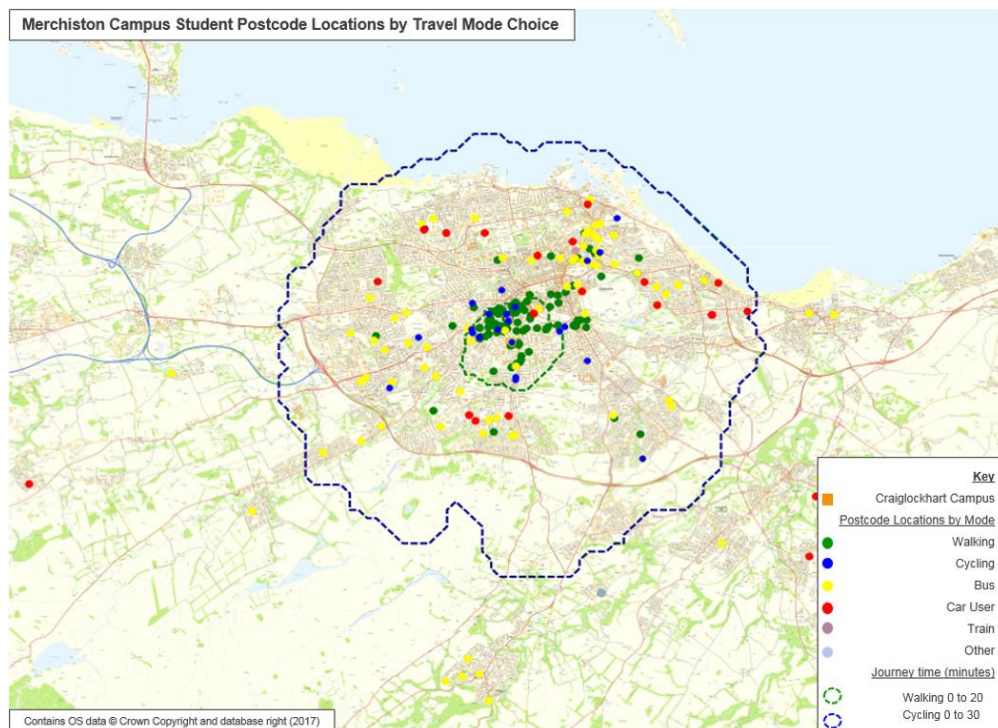 Merchiston Campus Student Postcode Locations by Travel Mode Choice
Key
Craiglockhart Campus
Postcode Locations by Mode
Walking
Cycling
Bus
Car User
Train
Other
Journey time (minutes)
Walking 0 to 20
Cycling 0 to 30
Contains OS data © Crown Copyright and database right (2017)